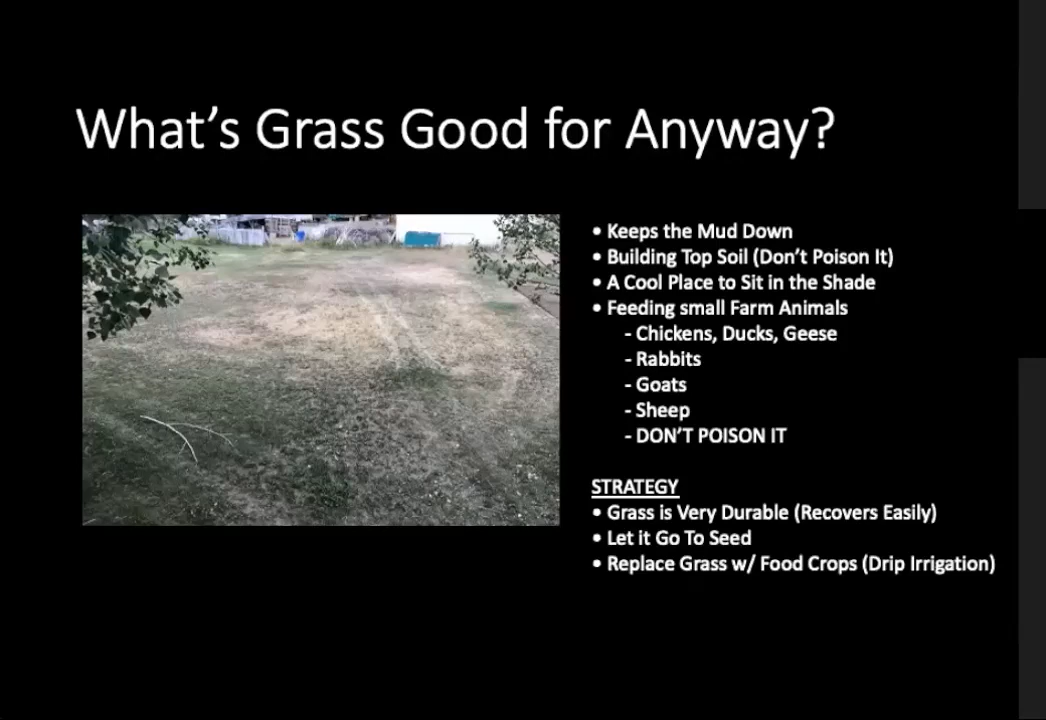 What's Grass Good for Anyway?
• Keeps the Mud Down
• Building Top Soil (Don't Poison It)
• A Cool Place to Sit in the Shade
• Feeding small Farm Animals
- Chickens, Ducks, Geese
- Rabbits
- Goats
- Sheep
- DON'T POISON IT
STRATEGY
• Grass is Very Durable (Recovers Easily)
• Let it Go To Seed
• Replace Grass w/ Food Crops (Drip Irrigation)